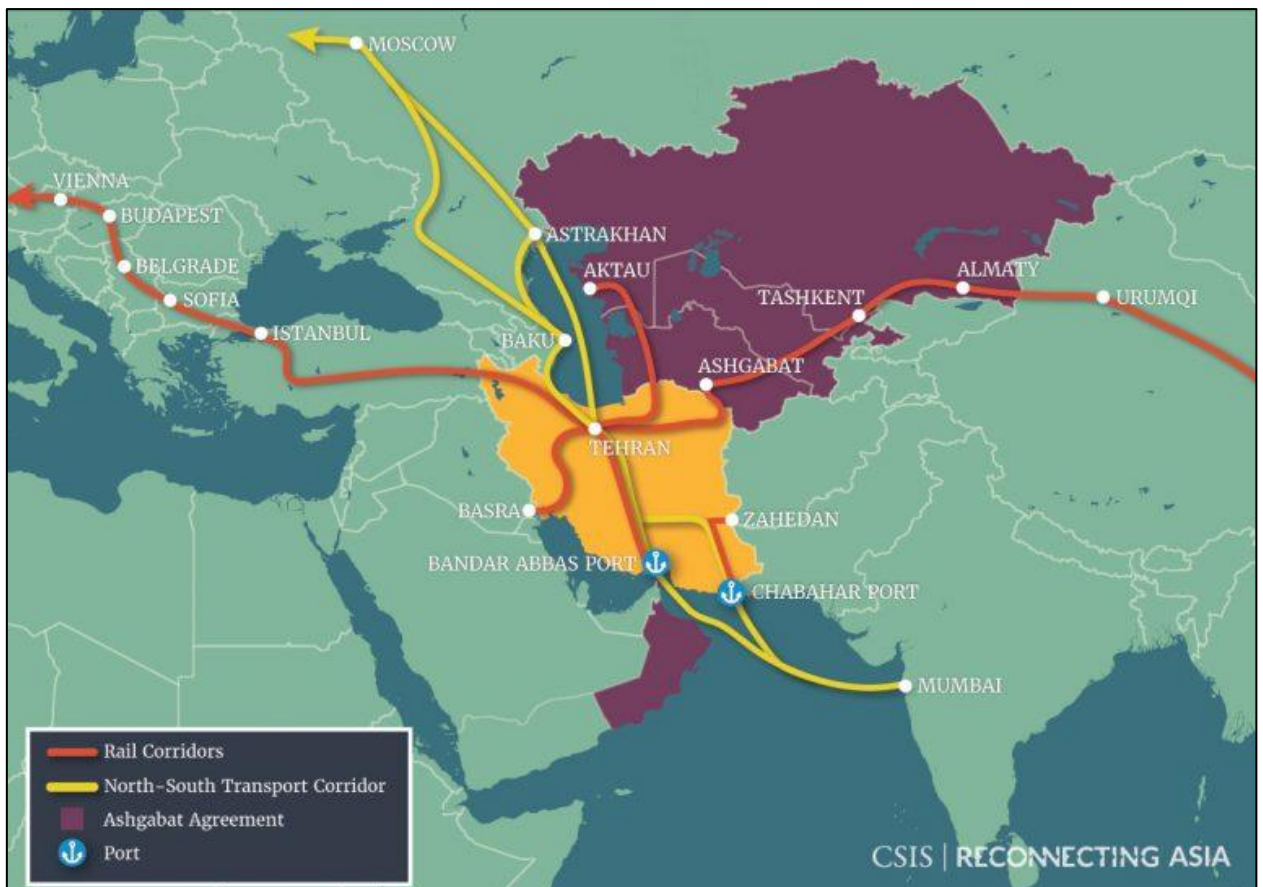 MOSCOW
VIENNA
BUDAPEST
ASTRAKHAN
BELGRADE
AKTAU
ALMATY
SOFIA
TASHKENT
URUMQI
ISTANBUL
BAKU
ASHGABAT
TEHRAN
BASRA
ZAHEDAN
BANDAR ABBAS PORT
CHABAHAR PORT
MUMBAI
Rail Corridors
North-South Transport Corridor
Ashgabat Agreement
Port
CSIS | RECONNECTING ASIA